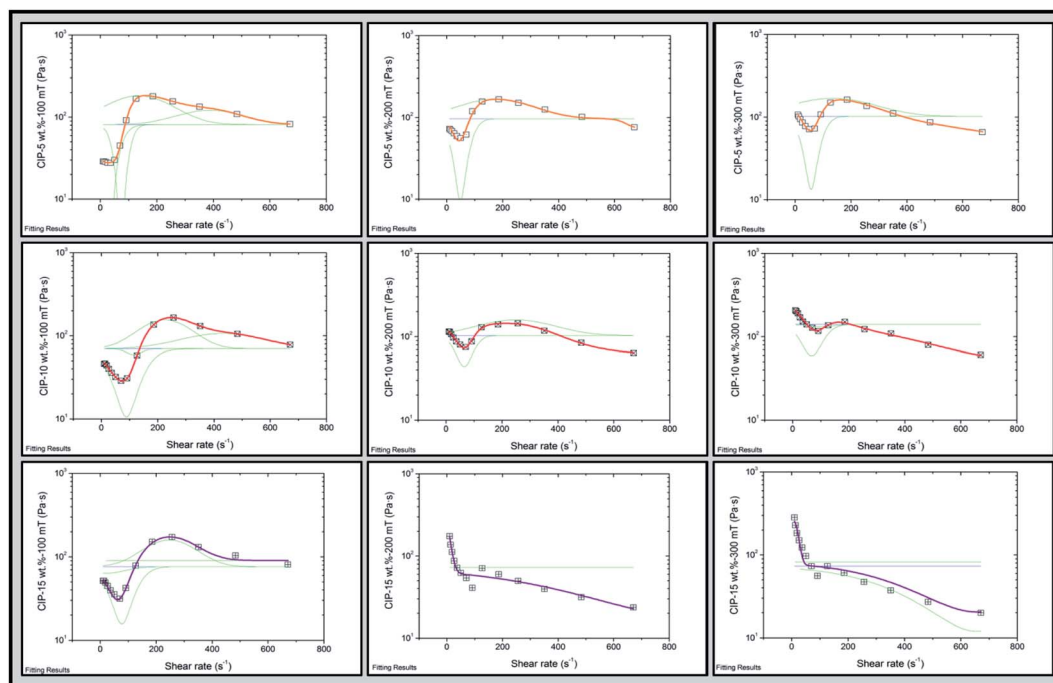 CIP-5 wt.%-100 mT (Pa·s)
10³
10²
10¹
0 200 400 600 800
Shear rate (s⁻¹)
Fitting Results
CIP-5 wt.%-200 mT (Pa·s)
10³
10²
10¹
0 200 400 600 800
Shear rate (s⁻¹)
Fitting Results
CIP-5 wt.%-300 mT (Pa·s)
10³
10²
10¹
0 200 400 600 800
Shear rate (s⁻¹)
Fitting Results
CIP-10 wt.%-100 mT (Pa·s)
10³
10²
10¹
0 200 400 600 800
Shear rate (s⁻¹)
Fitting Results
CIP-10 wt.%-200 mT (Pa·s)
10³
10²
10¹
0 200 400 600 800
Shear rate (s⁻¹)
Fitting Results
CIP-10 wt.%-300 mT (Pa·s)
10³
10²
10¹
0 200 400 600 800
Shear rate (s⁻¹)
Fitting Results
CIP-15 wt.%-100 mT (Pa·s)
10³
10²
10¹
0 200 400 600 800
Shear rate (s⁻¹)
Fitting Results
CIP-15 wt.%-200 mT (Pa·s)
10³
10²
10¹
0 200 400 600 800
Shear rate (s⁻¹)
Fitting Results
CIP-15 wt.%-300 mT (Pa·s)
10³
10²
10¹
0 200 400 600 800
Shear rate (s⁻¹)
Fitting Results